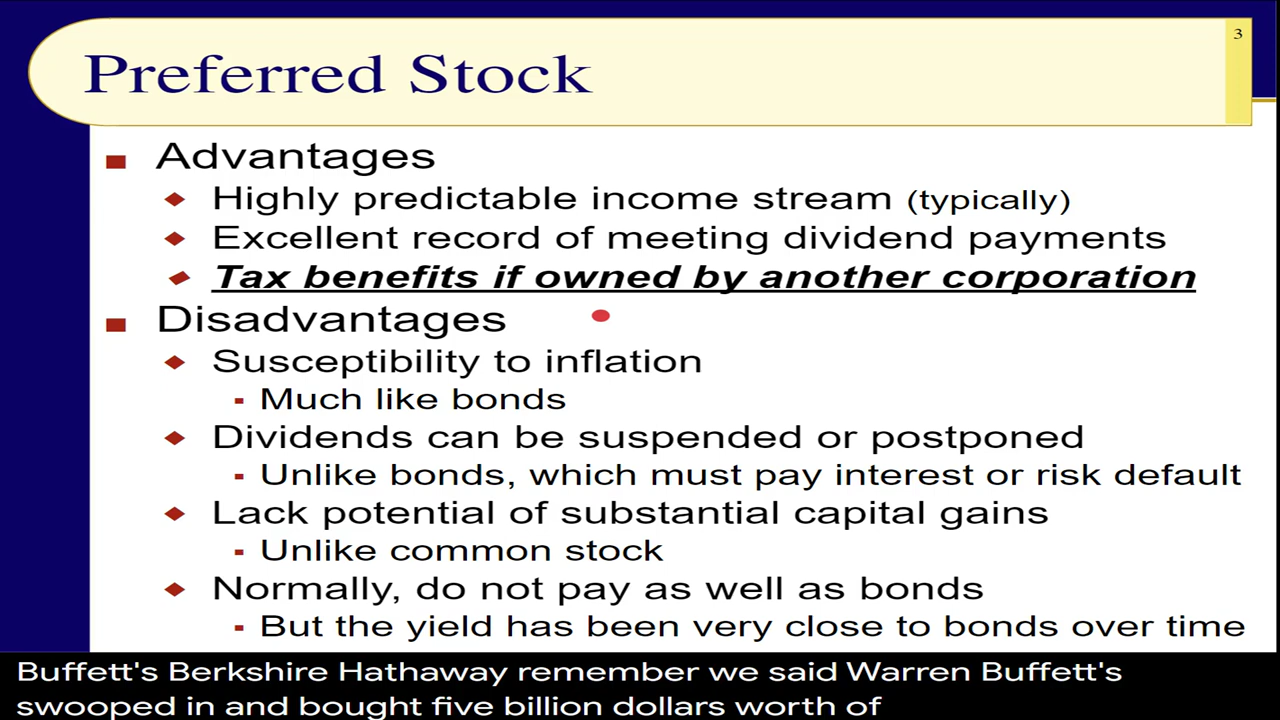 3
Preferred Stock
Advantages
Highly predictable income stream (typically)
Excellent record of meeting dividend payments
Tax benefits if owned by another corporation
Disadvantages
Susceptibility to inflation
Much like bonds
Dividends can be suspended or postponed
Unlike bonds, which must pay interest or risk default
Lack potential of substantial capital gains
Unlike common stock
Normally, do not pay as well as bonds
But the yield has been very close to bonds over time
Buffett's Berkshire Hathaway remember we said Warren Buffett's
swooped in and bought five billion dollars worth of